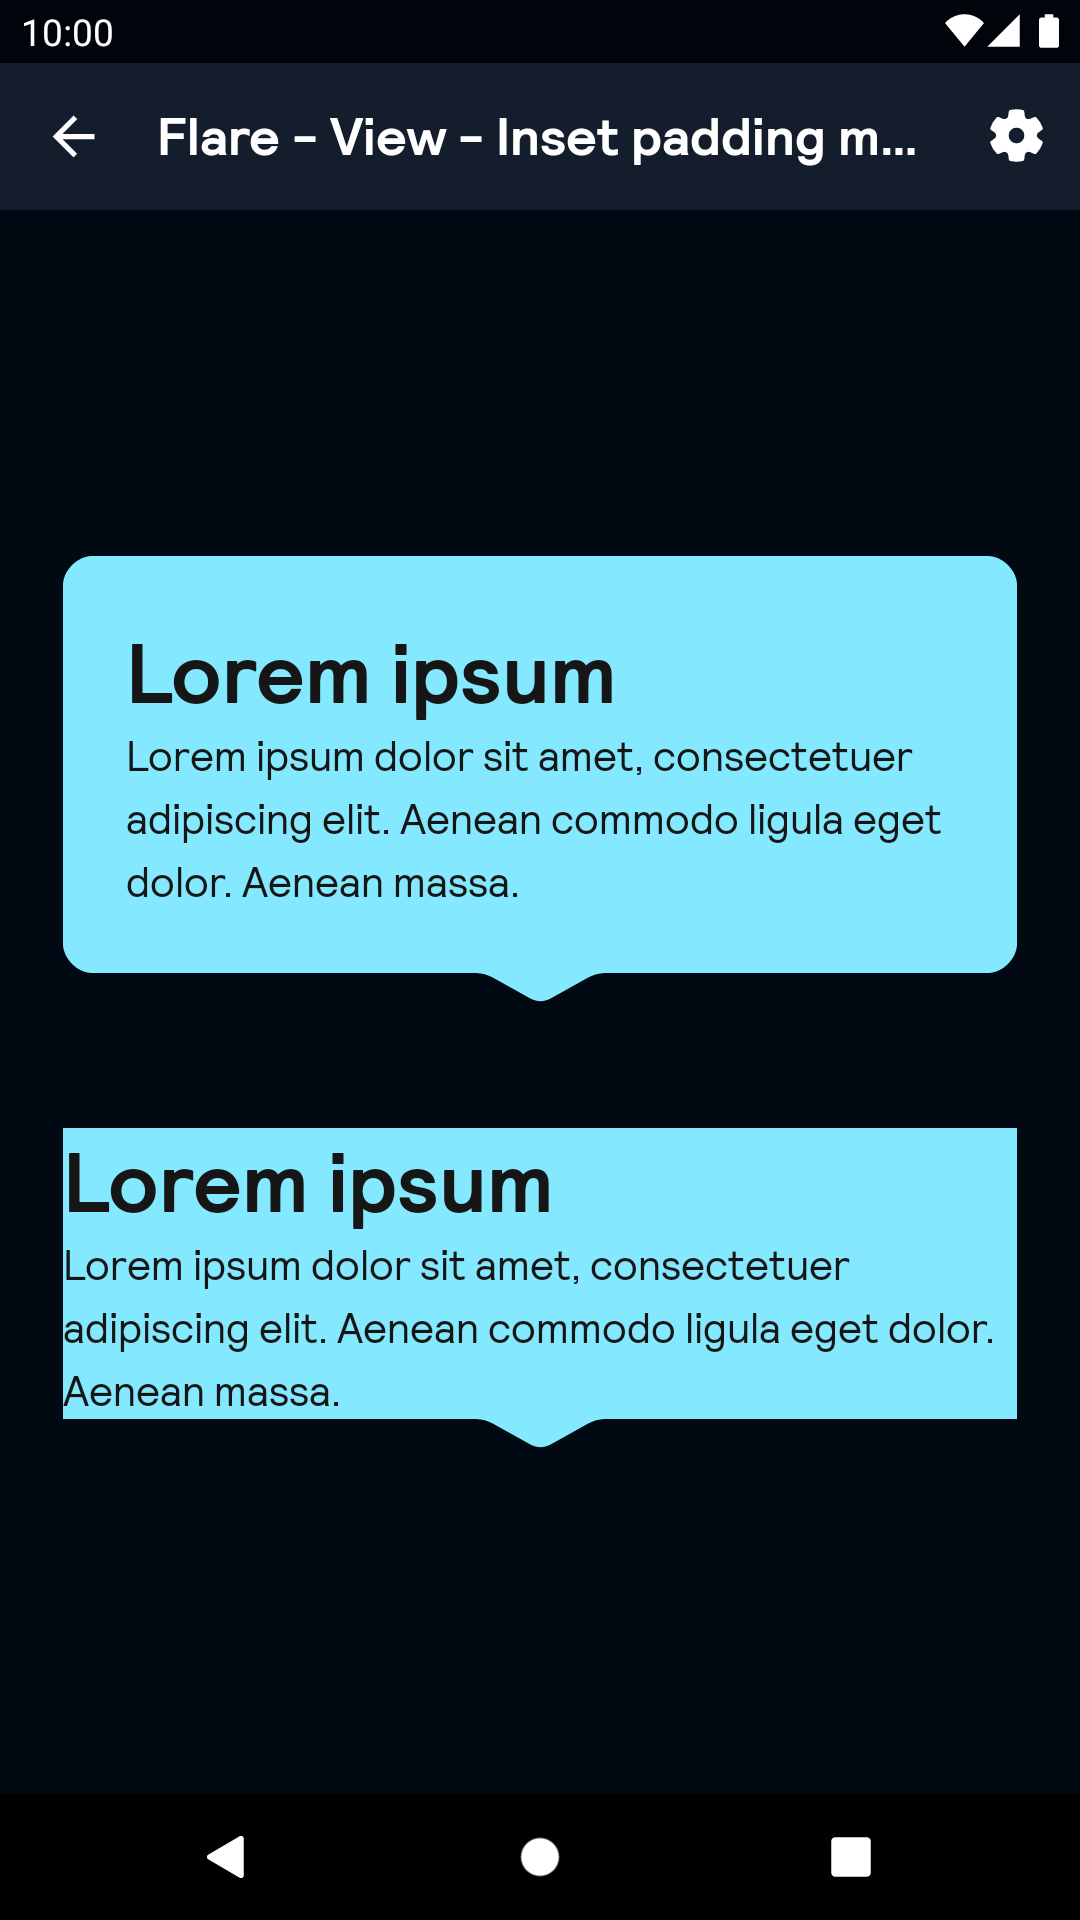 10:00
Flare - View - Inset padding m...
Lorem ipsum
Lorem ipsum dolor sit amet, consectetuer
adipiscing elit. Aenean commodo ligula eget
dolor. Aenean massa.
Lorem ipsum
Lorem ipsum dolor sit amet, consectetuer
adipiscing elit. Aenean commodo ligula eget dolor.
Aenean massa.